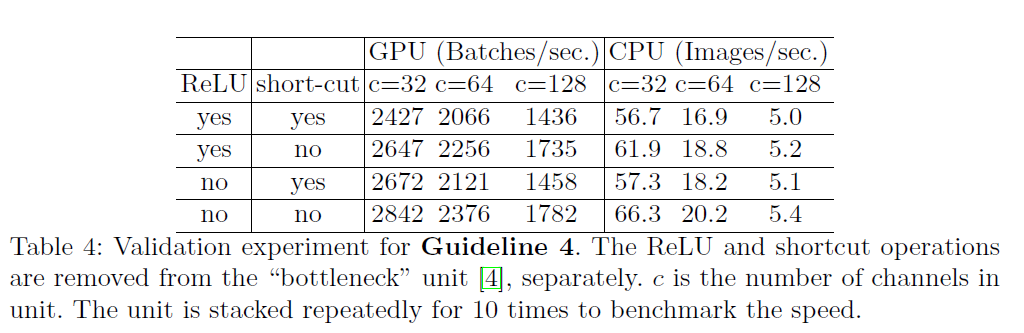 GPU (Batches/sec.) CPU (Images/sec.)
ReLU short-cut c=32 c=64 c=128 c=32 c=64 c=128
yes yes 2427 2066 1436 56.7 16.9 5.0
yes no 2647 2256 1735 61.9 18.8 5.2
no yes 2672 2121 1458 57.3 18.2 5.1
no no 2842 2376 1782 66.3 20.2 5.4
Table 4: Validation experiment for Guideline 4. The ReLU and shortcut operations
are removed from the “bottleneck” unit [4], separately. c is the number of channels in
unit. The unit is stacked repeatedly for 10 times to benchmark the speed.